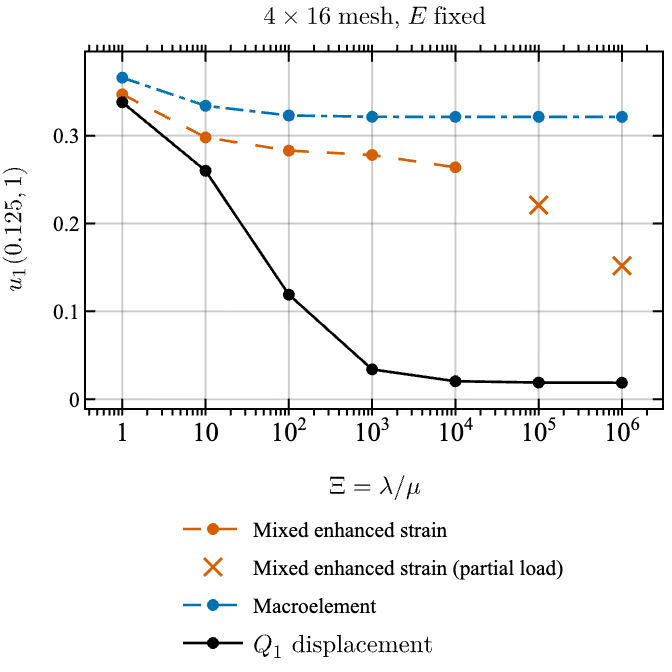 4 × 16 mesh, E fixed
u₁(0.125, 1)
0.3
0.2
0.1
0
1 10 10² 10³ 10⁴ 10⁵ 10⁶
Ξ = λ/μ
Mixed enhanced strain
Mixed enhanced strain (partial load)
Macroelement
Q₁ displacement